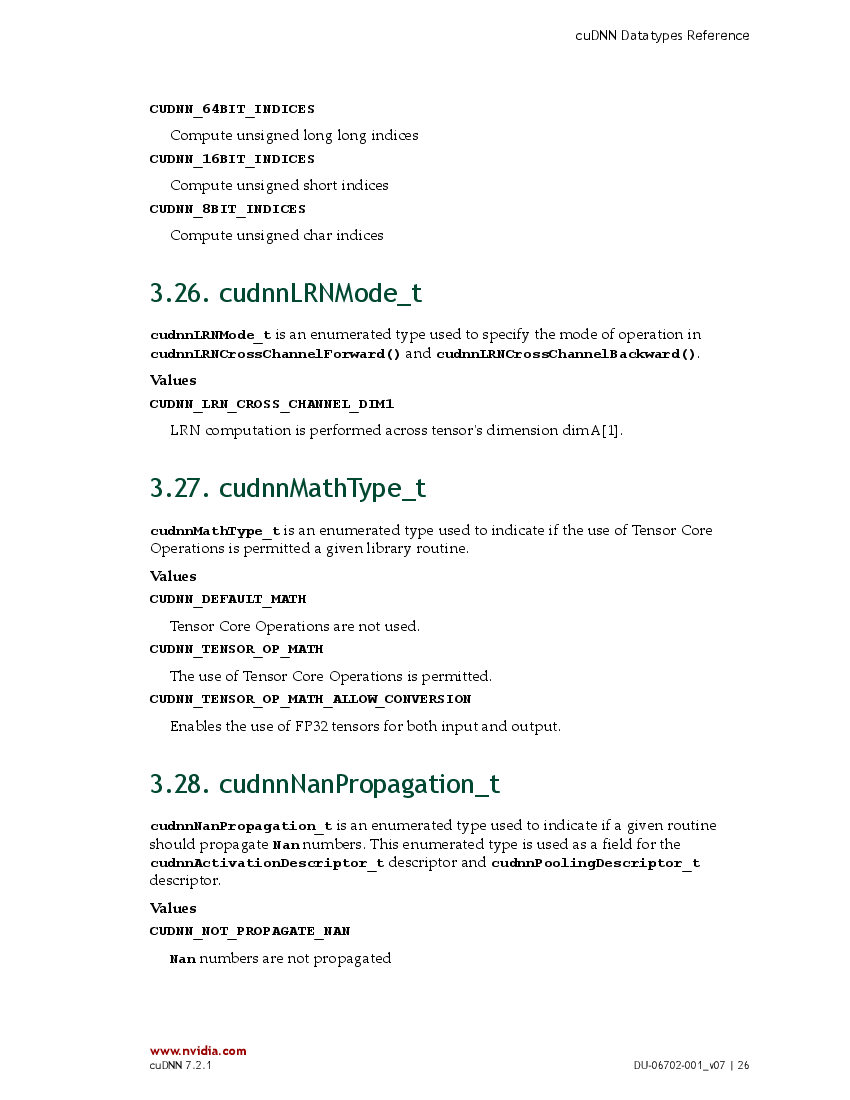 cuDNN Datatypes Reference
CUDNN_64BIT_INDICES
Compute unsigned long long indices
CUDNN_16BIT_INDICES
Compute unsigned short indices
CUDNN_8BIT_INDICES
Compute unsigned char indices
3.26. cudnnLRNMode_t
cudnnLRNMode_t is an enumerated type used to specify the mode of operation in
cudnnLRNCrossChannelForward() and cudnnLRNCrossChannelBackward().
Values
CUDNN_LRN_CROSS_CHANNEL_DIM1
LRN computation is performed across tensor's dimension dimA[1].
3.27. cudnnMathType_t
cudnnMathType_t is an enumerated type used to indicate if the use of Tensor Core
Operations is permitted a given library routine.
Values
CUDNN_DEFAULT_MATH
Tensor Core Operations are not used.
CUDNN_TENSOR_OP_MATH
The use of Tensor Core Operations is permitted.
CUDNN_TENSOR_OP_MATH_ALLOW_CONVERSION
Enables the use of FP32 tensors for both input and output.
3.28. cudnnNanPropagation_t
cudnnNanPropagation_t is an enumerated type used to indicate if a given routine
should propagate Nan numbers. This enumerated type is used as a field for the
cudnnActivationDescriptor_t descriptor and cudnnPoolingDescriptor_t
descriptor.
Values
CUDNN_NOT_PROPAGATE_NAN
Nan numbers are not propagated
www.nvidia.com
cuDNN 7.2.1
DU-06702-001_v07 | 26